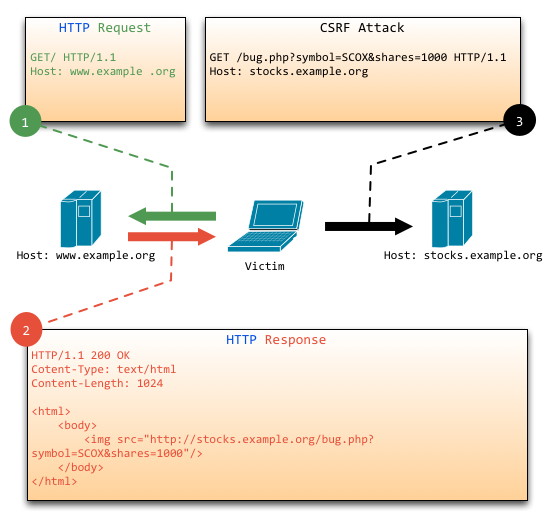 HTTP Request
GET/ HTTP/1.1
Host: www.example .org
CSRF Attack
GET /bug.php?symbol=SCOX&shares=1000 HTTP/1.1
Host: stocks.example.org
1
3
Host: www.example.org
Victim
Host: stocks.example.org
2
HTTP Response
HTTP/1.1 200 OK
Cotent-Type: text/html
Content-Length: 1024
<html>
<body>
<img src="http://stocks.example.org/bug.php?
symbol=SCOX&shares=1000"/>
</body>
</html>